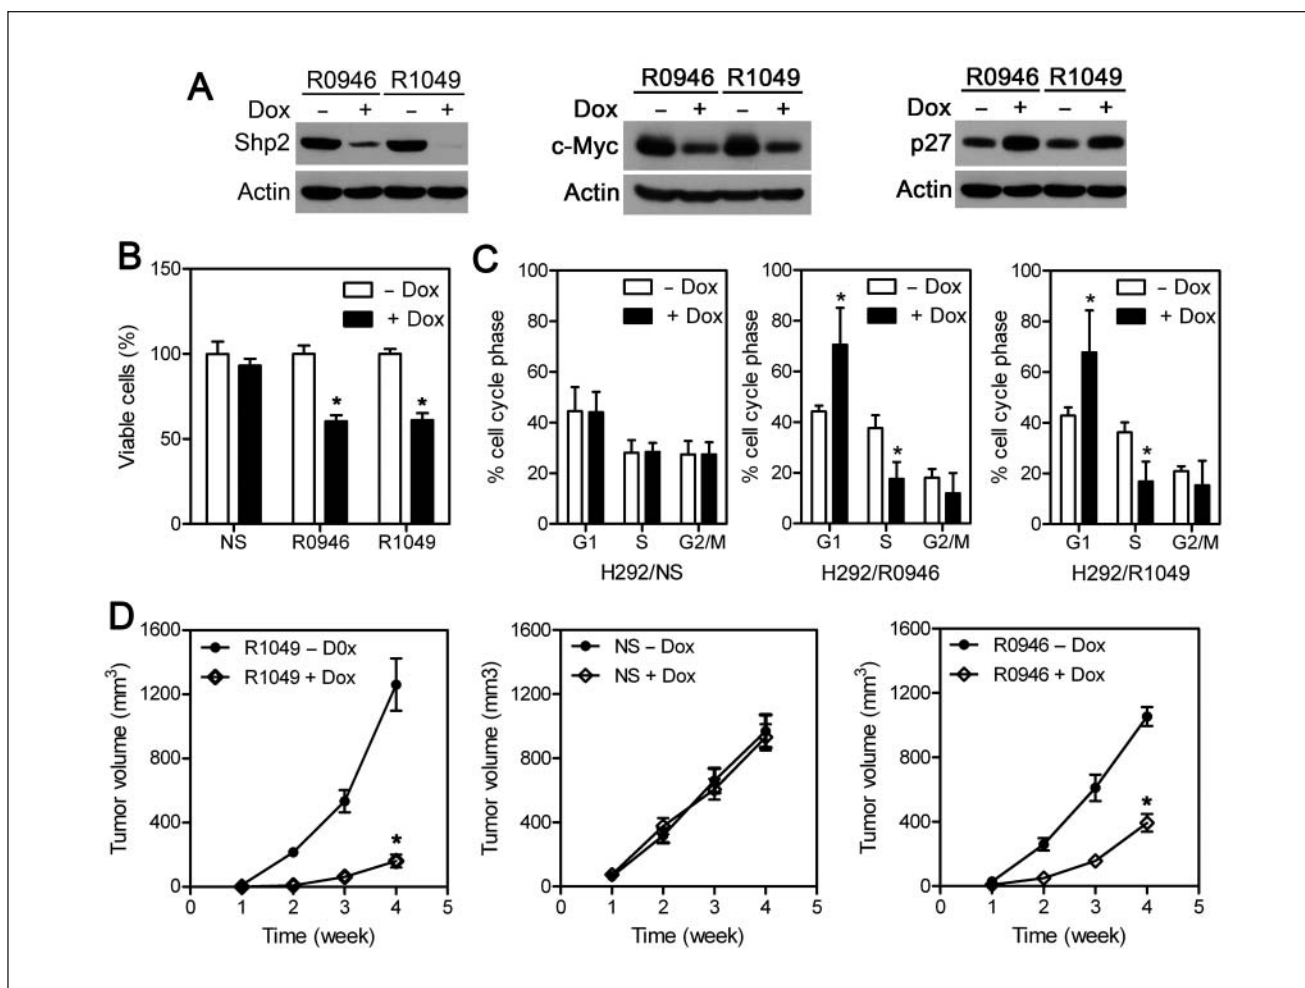 A
R0946 R1049
Dox – + – +
Shp2
Actin
R0946 R1049
Dox – + – +
c-Myc
Actin
R0946 R1049
Dox – + – +
p27
Actin
B
Viable cells (%)
150
100
50
0
– Dox
+ Dox
*
*
NS R0946 R1049
C
% cell cycle phase
100
80
60
40
20
0
– Dox
+ Dox
G1 S G2/M
H292/NS
% cell cycle phase
100
80
60
40
20
0
– Dox
+ Dox
*
*
G1 S G2/M
H292/R0946
% cell cycle phase
100
80
60
40
20
0
– Dox
+ Dox
*
*
G1 S G2/M
H292/R1049
D
Tumor volume (mm³)
1600
1200
800
400
0
R1049 – D0x
R1049 + Dox
*
0 1 2 3 4 5
Time (week)
Tumor volume (mm3)
1600
1200
800
400
0
NS – Dox
NS + Dox
0 1 2 3 4 5
Time (week)
Tumor volume (mm³)
1600
1200
800
400
0
R0946 – Dox
R0946 + Dox
*
0 1 2 3 4 5
Time (week)